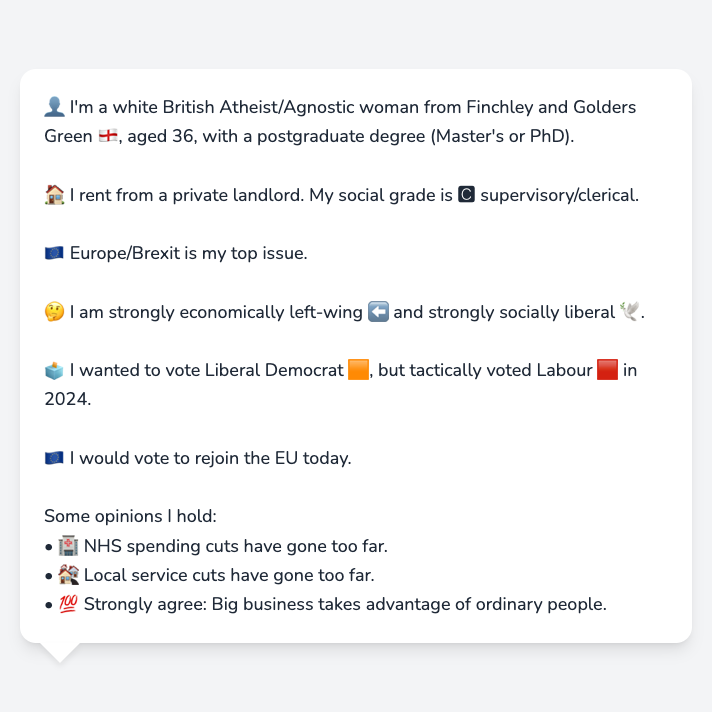 👤 I'm a white British Atheist/Agnostic woman from Finchley and Golders
Green 🏴󠁧󠁢󠁥󠁮󠁧󠁿, aged 36, with a postgraduate degree (Master's or PhD).
🏠 I rent from a private landlord. My social grade is 🅲 supervisory/clerical.
🇪🇺 Europe/Brexit is my top issue.
🤔 I am strongly economically left-wing ⬅️ and strongly socially liberal 🕊️.
🗳️ I wanted to vote Liberal Democrat 🟧, but tactically voted Labour 🟥 in
2024.
🇪🇺 I would vote to rejoin the EU today.
Some opinions I hold:
• 🏥 NHS spending cuts have gone too far.
• 🏘️ Local service cuts have gone too far.
• 💯 Strongly agree: Big business takes advantage of ordinary people.